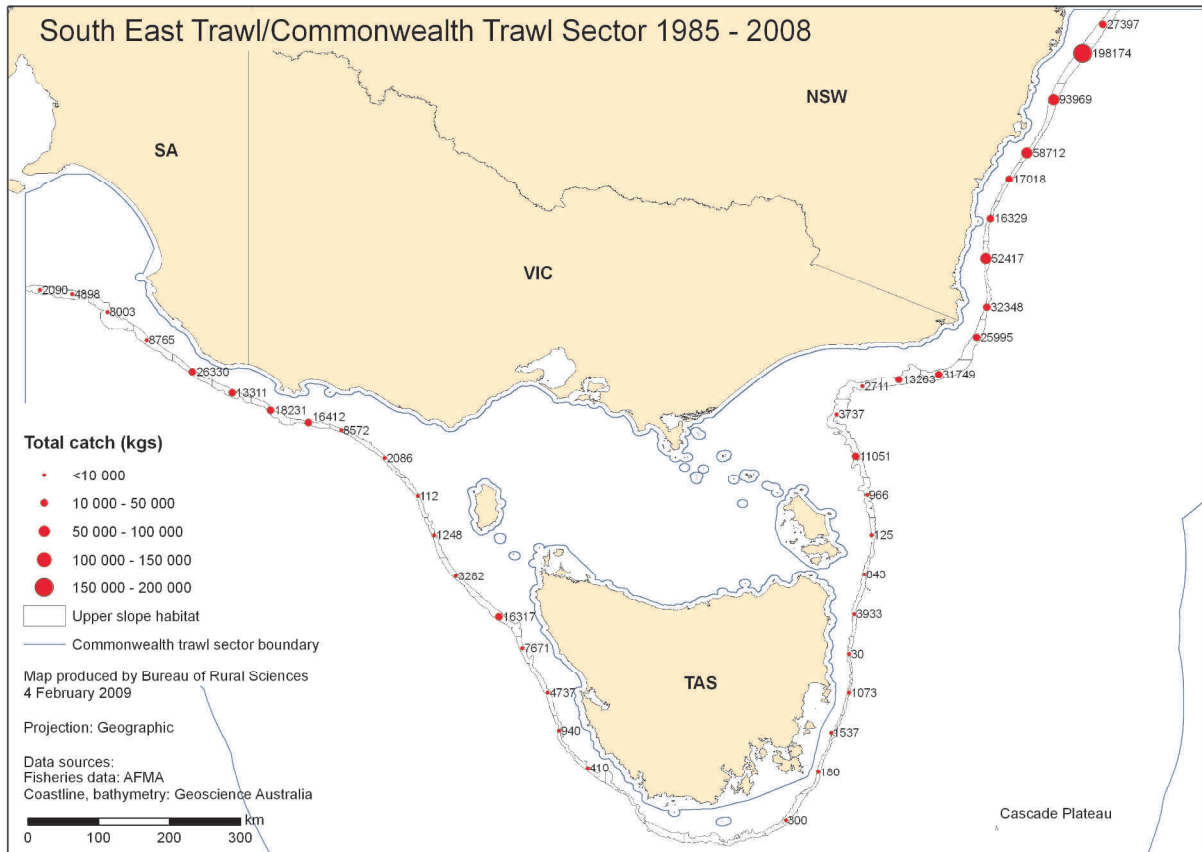 South East Trawl/Commonwealth Trawl Sector 1985 - 2008
27397
198174
NSW
93969
SA
58712
17018
16329
VIC
52417
2090
4898
8003
32348
8765
25995
26330
31749
13263
2711
13311
18231
16412
3737
8572
Total catch (kgs)
2086
11051
<10 000
112
966
10 000 - 50 000
50 000 - 100 000
1248
125
100 000 - 150 000
3282
150 000 - 200 000
16317
3933
Upper slope habitat
Commonwealth trawl sector boundary
7671
30
Map produced by Bureau of Rural Sciences
4 February 2009
TAS
4737
1073
Projection: Geographic
940
1537
Data sources:
410
180
Fisheries data: AFMA
Coastline, bathymetry: Geoscience Australia
km
0 100 200 300
300
Cascade Plateau